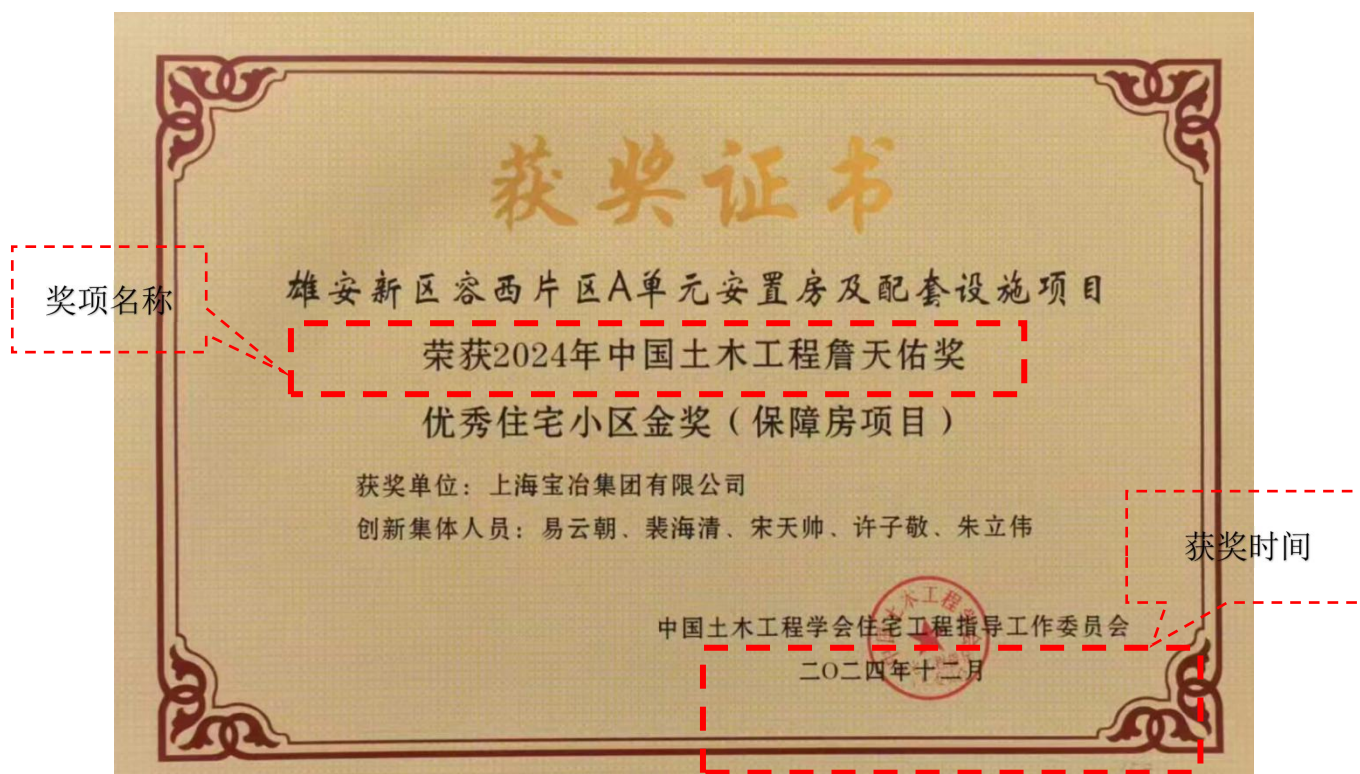 获奖证书
雄安新区容西片区A单元安置房及配套设施项目
奖项名称
荣获2024年中国土木工程詹天佑奖
优秀住宅小区金奖(保障房项目)
获奖单位：上海宝冶集团有限公司
创新集体人员：易云朝、裴海清、宋天帅、许子敬、朱立伟
获奖时间
中国土木工程学会住宅工程指导工作委员会
二〇二四年十二月